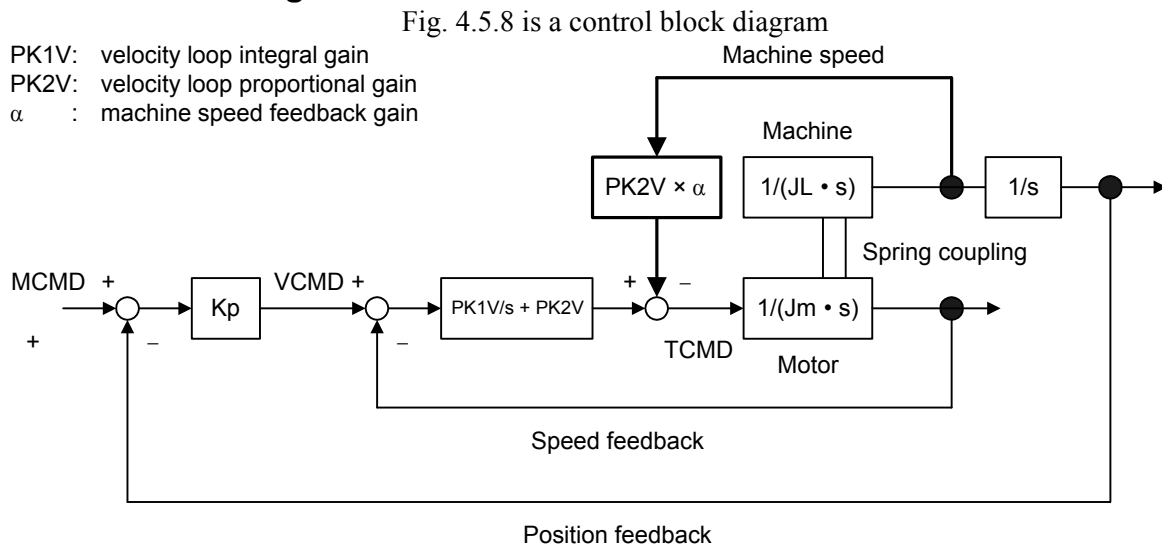 Fig. 4.5.8 is a control block diagram
PK1V: velocity loop integral gain
PK2V: velocity loop proportional gain
α : machine speed feedback gain
Machine speed
Machine
PK2V × α
1/(JL • s)
1/s
Spring coupling
MCMD +
VCMD +
+ −
Kp
PK1V/s + PK2V
1/(Jm • s)
+ −
−
TCMD
Motor
Speed feedback
Position feedback